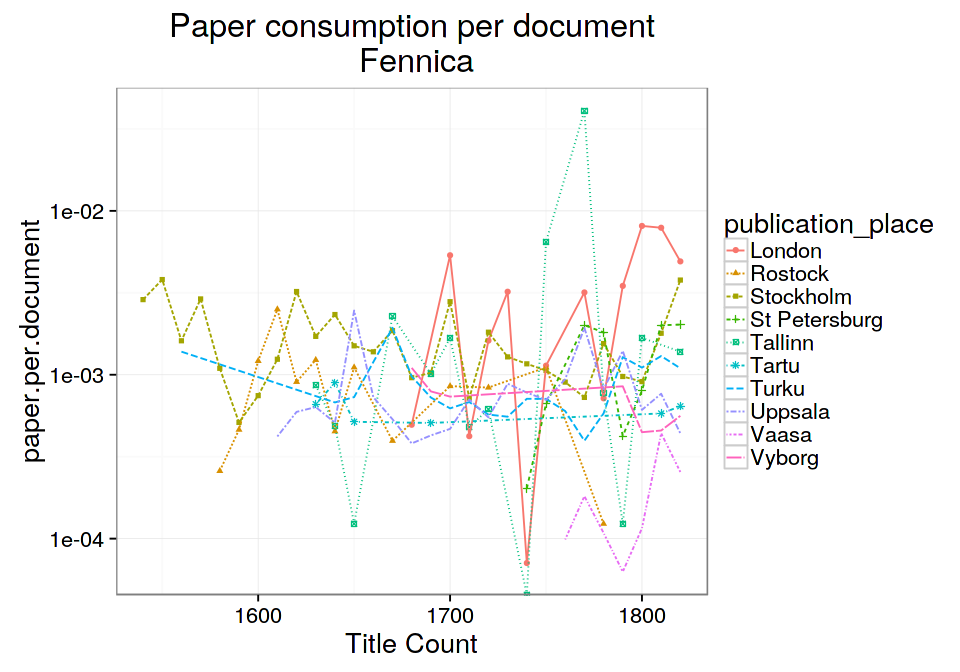 Paper consumption per document
Fennica
paper.per.document
1e-02
1e-03
1e-04
1600
1700
1800
Title Count
publication_place
London
Rostock
Stockholm
St Petersburg
Tallinn
Tartu
Turku
Uppsala
Vaasa
Vyborg